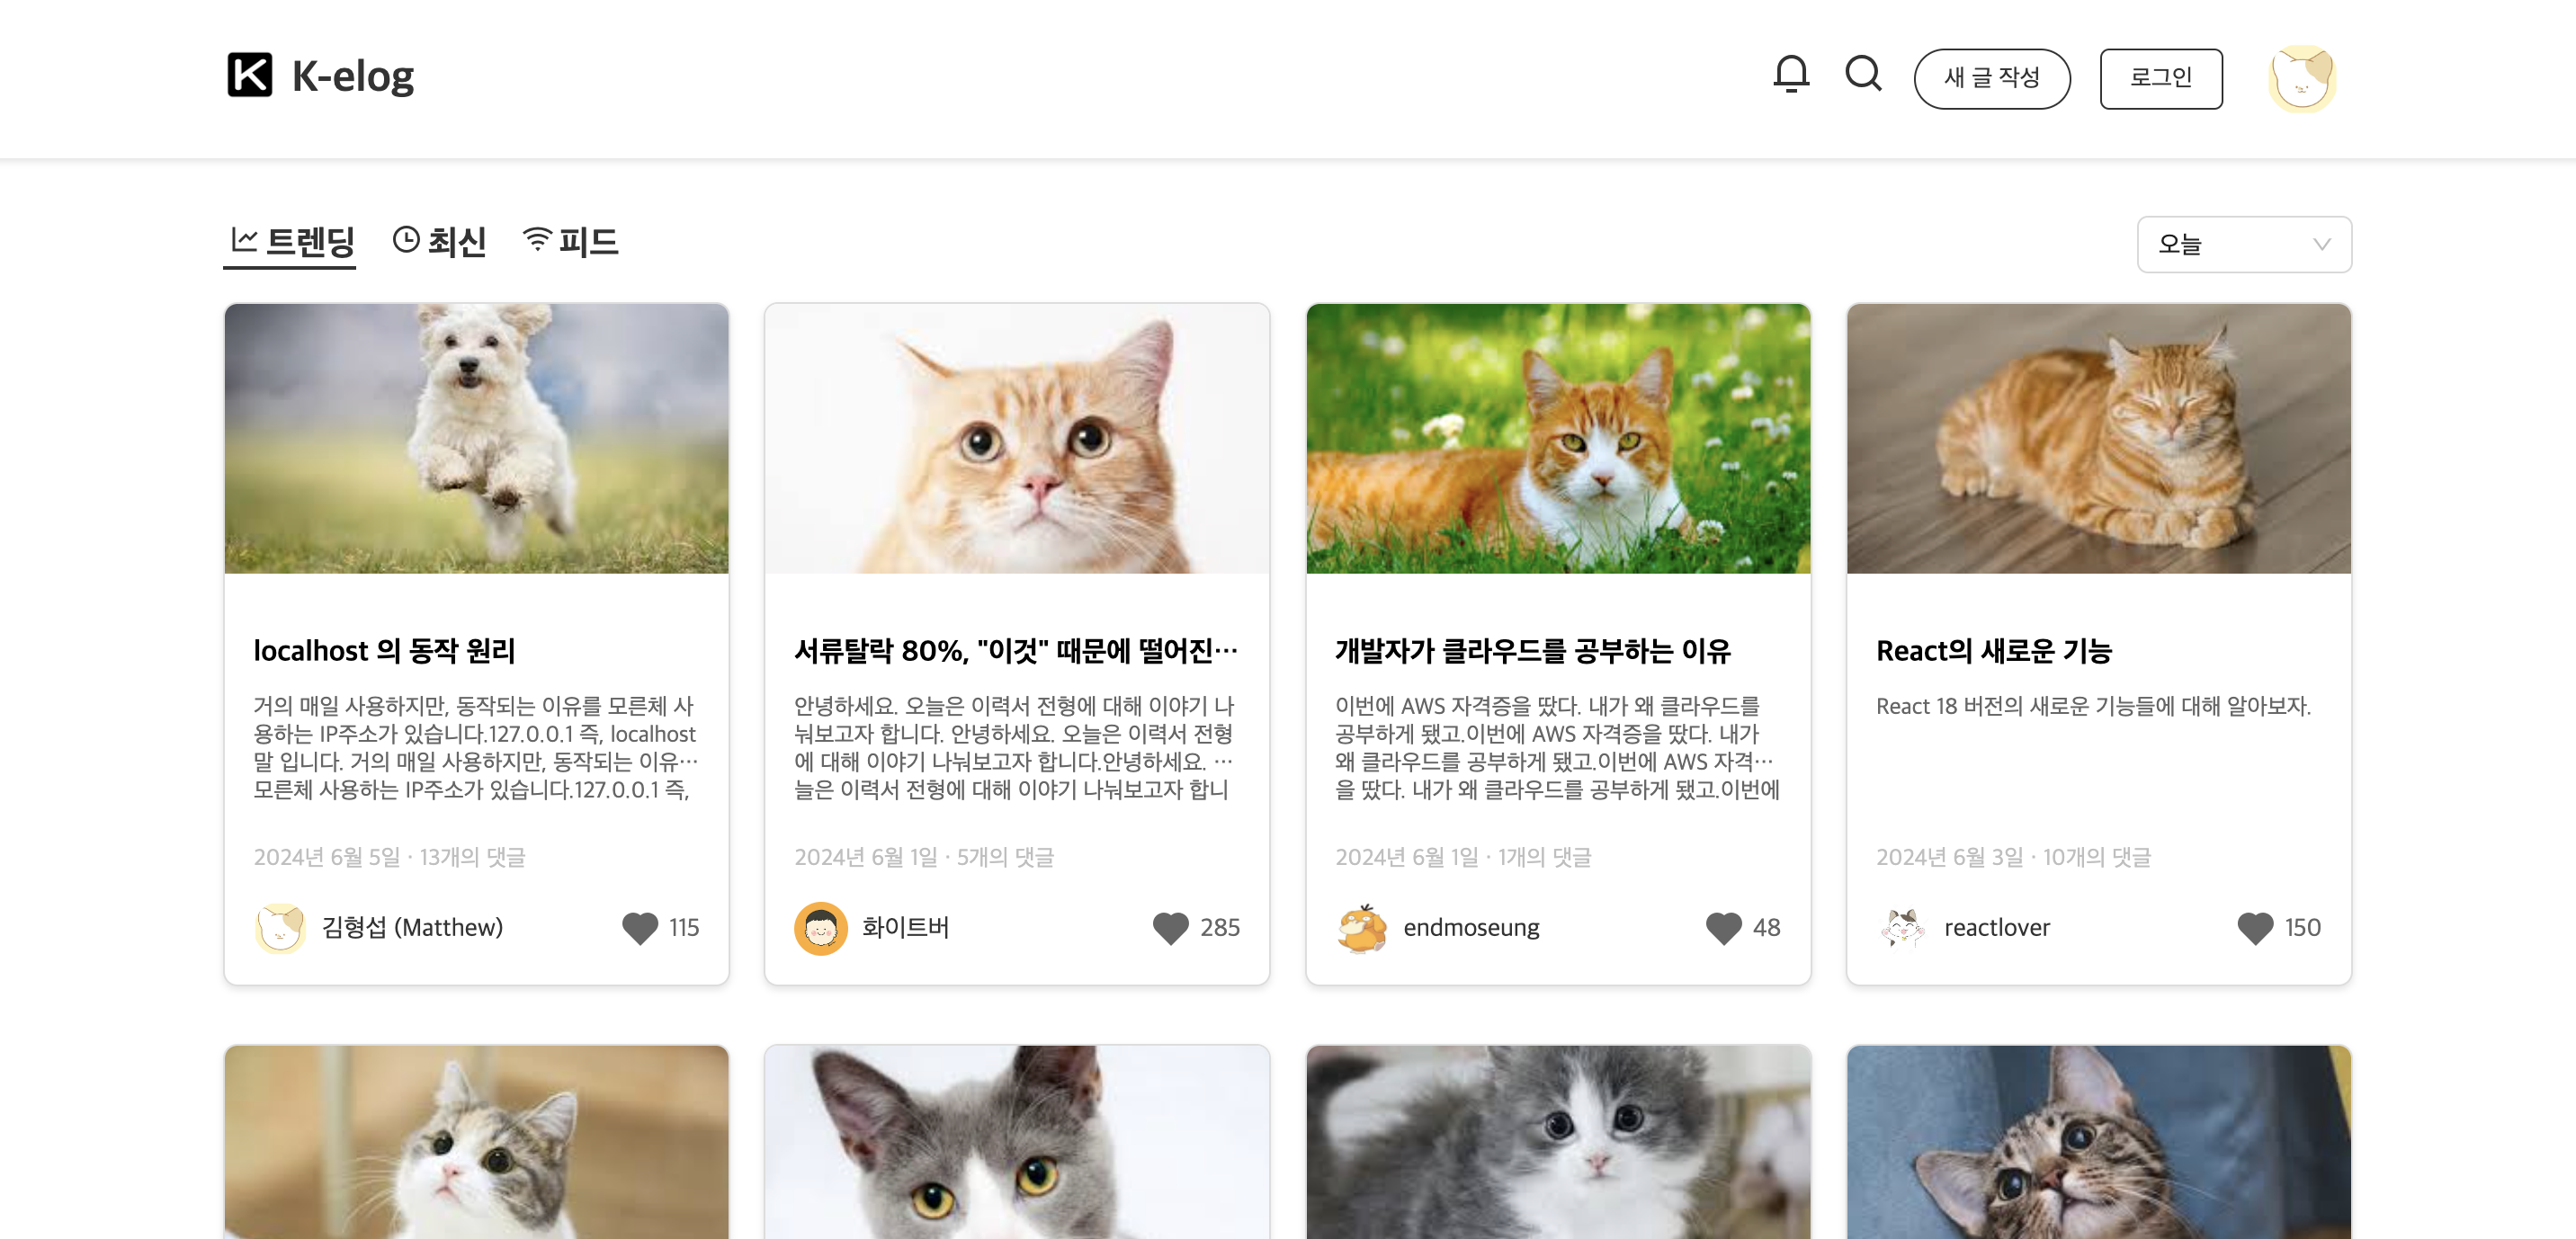 K K-elog
새 글 작성
로그인
트렌딩 최신 피드
오늘
localhost 의 동작 원리
거의 매일 사용하지만, 동작되는 이유를 모른체 사
용하는 IP주소가 있습니다.127.0.0.1 즉, localhost
말 입니다. 거의 매일 사용하지만, 동작되는 이유…
모른체 사용하는 IP주소가 있습니다.127.0.0.1 즉,
2024년 6월 5일 · 13개의 댓글
김형섭 (Matthew) 115
서류탈락 80%, "이것" 때문에 떨어진…
안녕하세요. 오늘은 이력서 전형에 대해 이야기 나
눠보고자 합니다. 안녕하세요. 오늘은 이력서 전형
에 대해 이야기 나눠보고자 합니다.안녕하세요. …
늘은 이력서 전형에 대해 이야기 나눠보고자 합니
2024년 6월 1일 · 5개의 댓글
화이트버 285
개발자가 클라우드를 공부하는 이유
이번에 AWS 자격증을 땄다. 내가 왜 클라우드를
공부하게 됐고.이번에 AWS 자격증을 땄다. 내가
왜 클라우드를 공부하게 됐고.이번에 AWS 자격…
을 땄다. 내가 왜 클라우드를 공부하게 됐고.이번에
2024년 6월 1일 · 1개의 댓글
endmoseung 48
React의 새로운 기능
React 18 버전의 새로운 기능들에 대해 알아보자.
2024년 6월 3일 · 10개의 댓글
reactlover 150